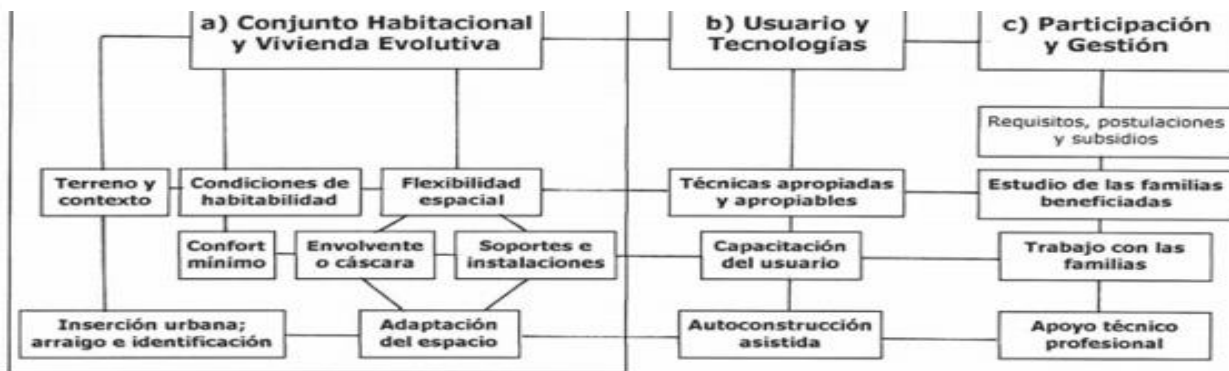 a) Conjunto Habitacional
y Vivienda Evolutiva
b) Usuario y
Tecnologías
c) Participación
y Gestión
Requisitos, postulaciones
y subsidios
Terreno y
contexto
Condiciones de
habitabilidad
Flexibilidad
espacial
Técnicas apropiadas
y apropiables
Estudio de las familias
beneficiadas
Confort
mínimo
Envolvente
o cáscara
Soportes e
instalaciones
Capacitación
del usuario
Trabajo con las
familias
Inserción urbana;
arraigo e identificación
Adaptación
del espacio
Autoconstrucción
asistida
Apoyo técnico
profesional